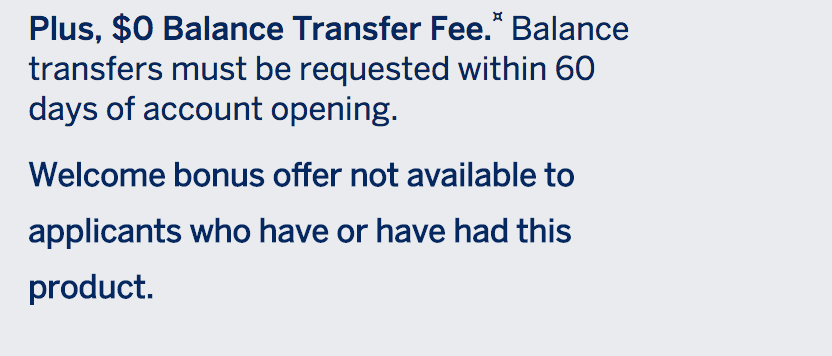 Plus, $0 Balance Transfer Fee.¤ Balance
transfers must be requested within 60
days of account opening.
Welcome bonus offer not available to
applicants who have or have had this
product.